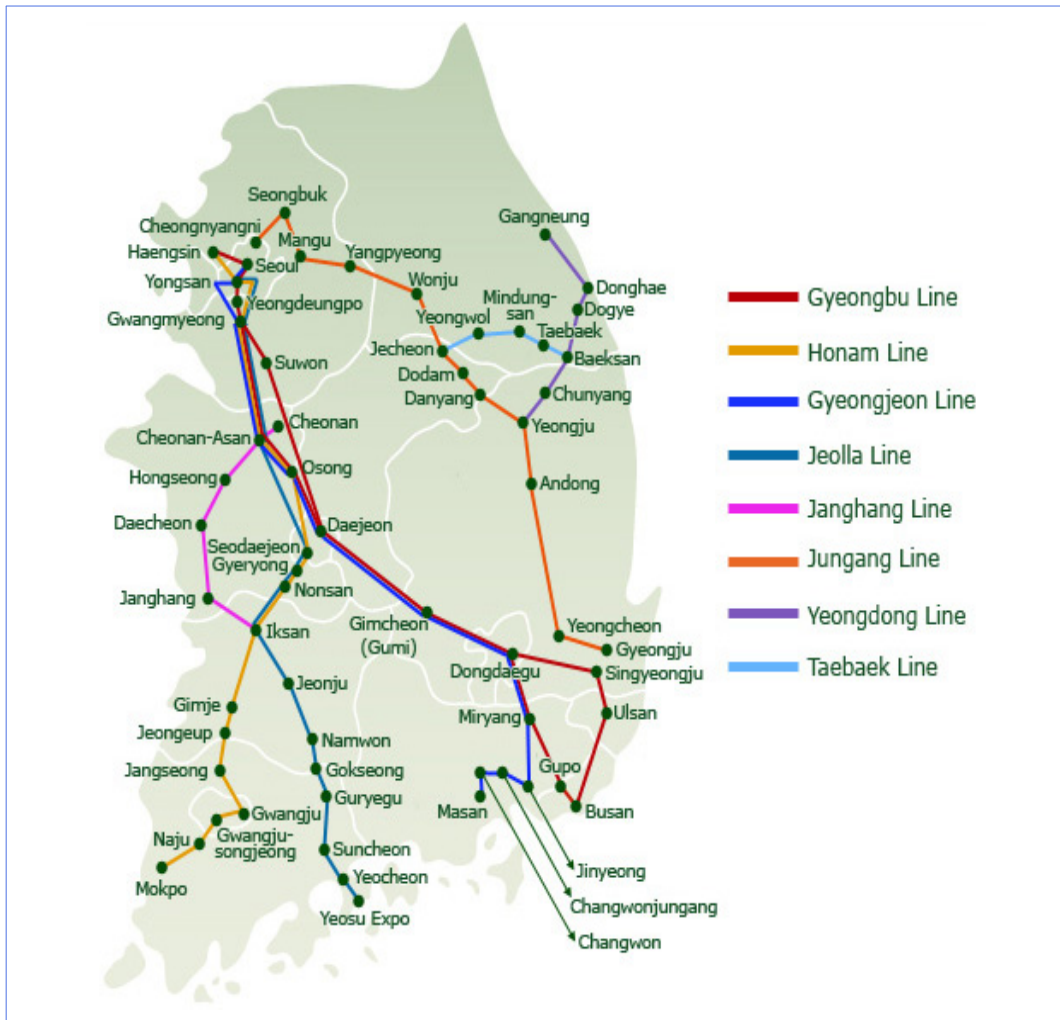 Seongbuk
Cheongnyangni
Haengsin
Mangu
Seoul
Yangpyeong
Yongsan
Yeongdeungpo
Gwangmyeong
Wonju
Gangneung
Donghae
Dogye
Mindung-
san
Yeongwol
Taebaek
Baeksan
Jecheon
Dodam
Danyang
Chunyang
Yeongju
Suwon
Cheonan
Cheonan-Asan
Osong
Hongseong
Andong
Daecheon
Daejeon
Seodaejeon
Gyeryong
Nonsan
Janghang
Iksan
Gimcheon
(Gumi)
Yeongcheon
Gyeongju
Dongdaegu
Singyeongju
Jeonju
Gimje
Miryang
Ulsan
Jeongeup
Namwon
Jangseong
Gokseong
Gupo
Guryegu
Masan
Busan
Gwangju
Naju
Gwangju-
songjeong
Suncheon
Mokpo
Yeocheon
Yeosu Expo
Jinyeong
Changwonjungang
Changwon
Gyeongbu Line
Honam Line
Gyeongjeon Line
Jeolla Line
Janghang Line
Jungang Line
Yeongdong Line
Taebaek Line